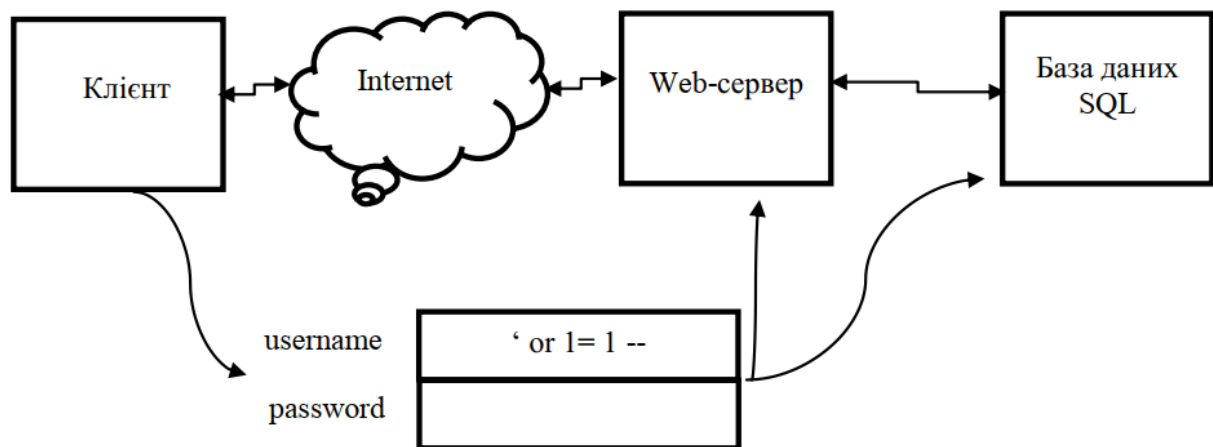 Клієнт
Internet
Web-сервер
База даних
SQL
username
‘ or 1= 1 --
password